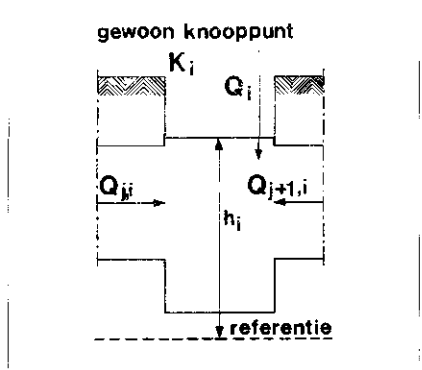 gewoon knooppunt
K_i
Q_i
Q_j,i
Q_j+1,i
h_i
referentie